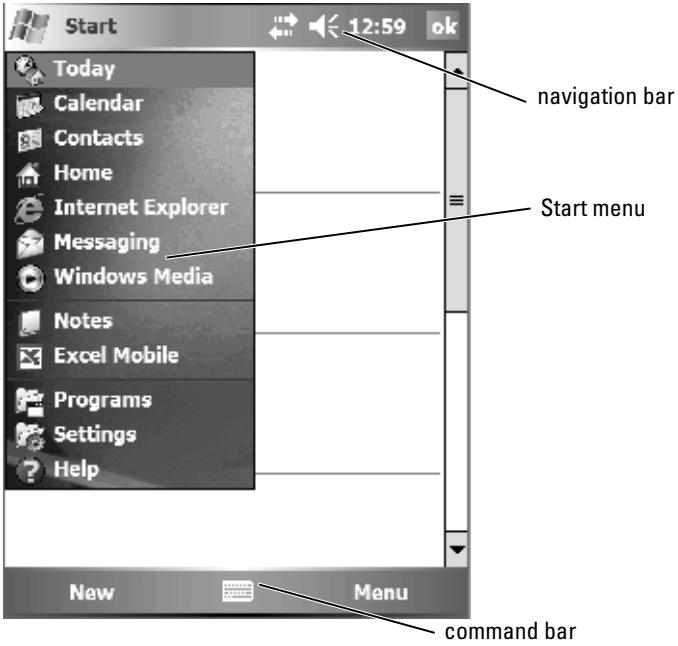 Start 12:59 ok
Today
Calendar
navigation bar
Contacts
Home
Internet Explorer
Start menu
Messaging
Windows Media
Notes
Excel Mobile
Programs
Settings
Help
New Menu
command bar